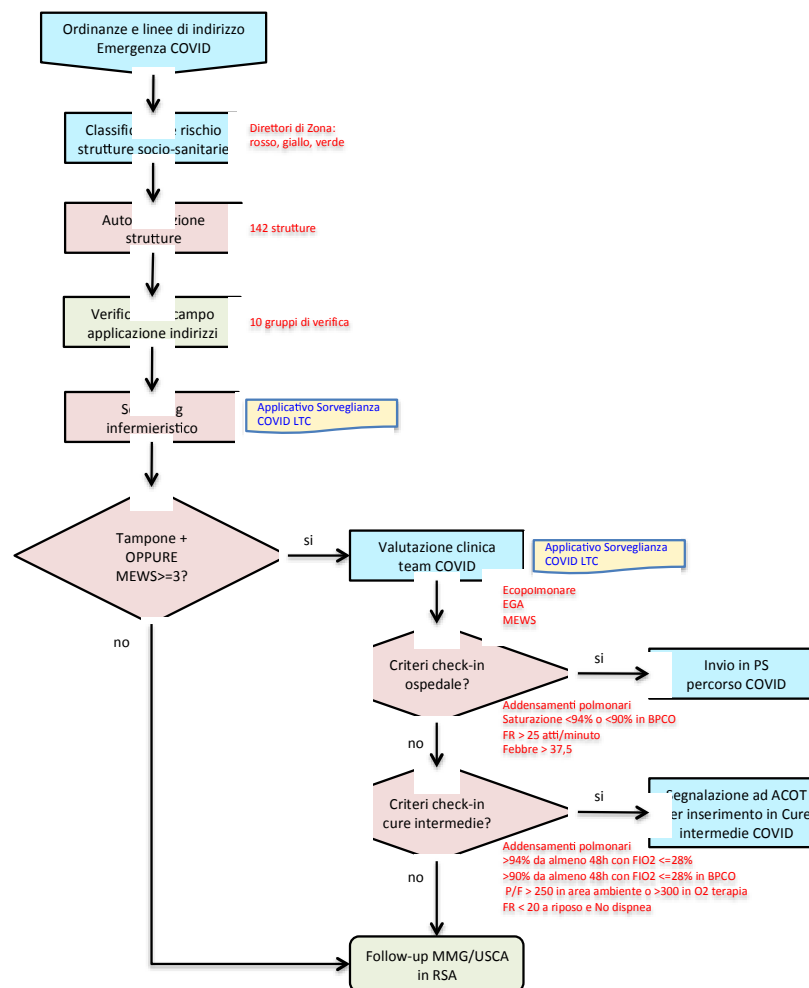 Ordinanze e linee di indirizzo
Emergenza COVID
rischio
strutture socio-sanitarie
Direttori di Zona:
rosso, giallo, verde
strutture
142 strutture
campo
applicazione indirizzi
10 gruppi di verifica
infermieristico
Applicativo Sorveglianza
COVID LTC
Tampone +
OPPURE
MEWS>=3?
si
Valutazione clinica
team COVID
Applicativo Sorveglianza
COVID LTC
Ecopolmonare
EGA
MEWS
no
Criteri check-in
ospedale?
si
Invio in PS
percorso COVID
Addensamenti polmonari
Saturazione <94% o <90% in BPCO
FR > 25 atti/minuto
Febbre > 37,5
no
Criteri check-in
cure intermedie?
si
Segnalazione ad ACOT
per inserimento in Cure
intermedie COVID
Addensamenti polmonari
>94% da almeno 48h con FIO2 <=28%
>90% da almeno 48h con FIO2 <=28% in BPCO
P/F > 250 in area ambiente o >300 in O2 terapia
FR < 20 a riposo e No dispnea
no
Follow-up MMG/USCA
in RSA